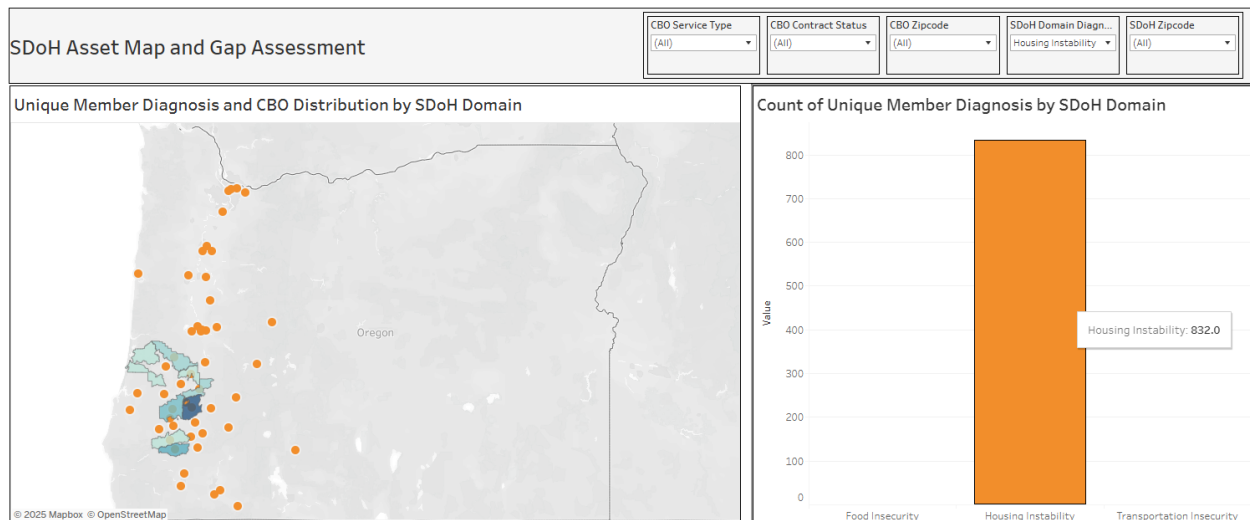 SDoH Asset Map and Gap Assessment
CBO Service Type
(All)
CBO Contract Status
(All)
CBO Zipcode
(All)
SDoH Domain Diagn...
Housing Instability
SDoH Zipcode
(All)
Unique Member Diagnosis and CBO Distribution by SDoH Domain
Oregon
© 2025 Mapbox © OpenStreetMap
Count of Unique Member Diagnosis by SDoH Domain
Value
800
700
600
500
400
300
200
100
0
Housing Instability: 832.0
Food Insecurity
Housing Instability
Transportation Insecurity